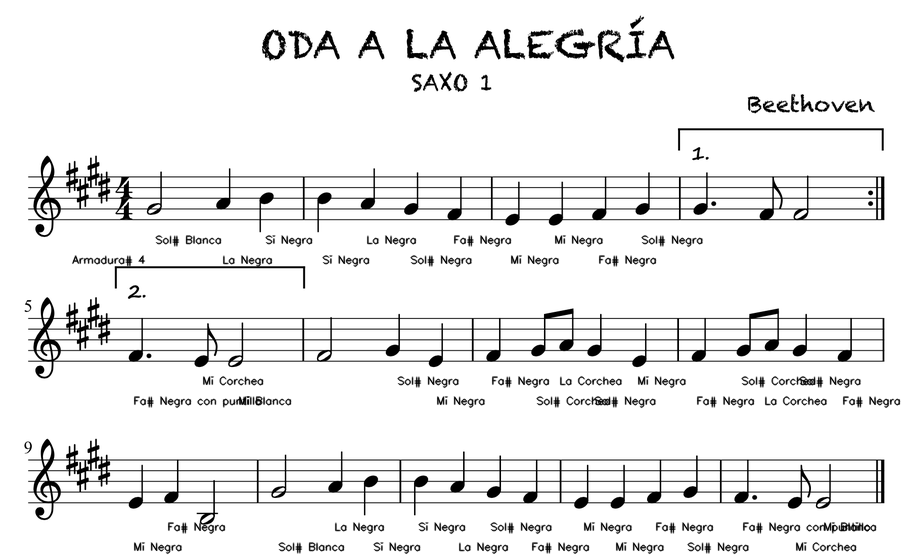 ODA A LA ALEGRÍA
SAXO 1
Beethoven
1.
4 4
Sol# Blanca Si Negra La Negra Fa# Negra Mi Negra Sol# Negra
Armadura# 4 La Negra Si Negra Sol# Negra Mi Negra Fa# Negra
2.
5
Mi Corchea Sol# Negra Fa# Negra La Corchea Mi Negra Sol# Corchea Sol# Negra
Fa# Negra con puntillo Mi Blanca Mi Negra Sol# Corchea Sol# Negra Fa# Negra La Corchea Fa# Negra
9
Fa# Negra La Negra Si Negra Sol# Negra Mi Negra Fa# Negra Fa# Negra con puntillo Mi Blanca
Mi Negra Sol# Blanca Si Negra La Negra Fa# Negra Mi Negra Sol# Negra Mi Corchea